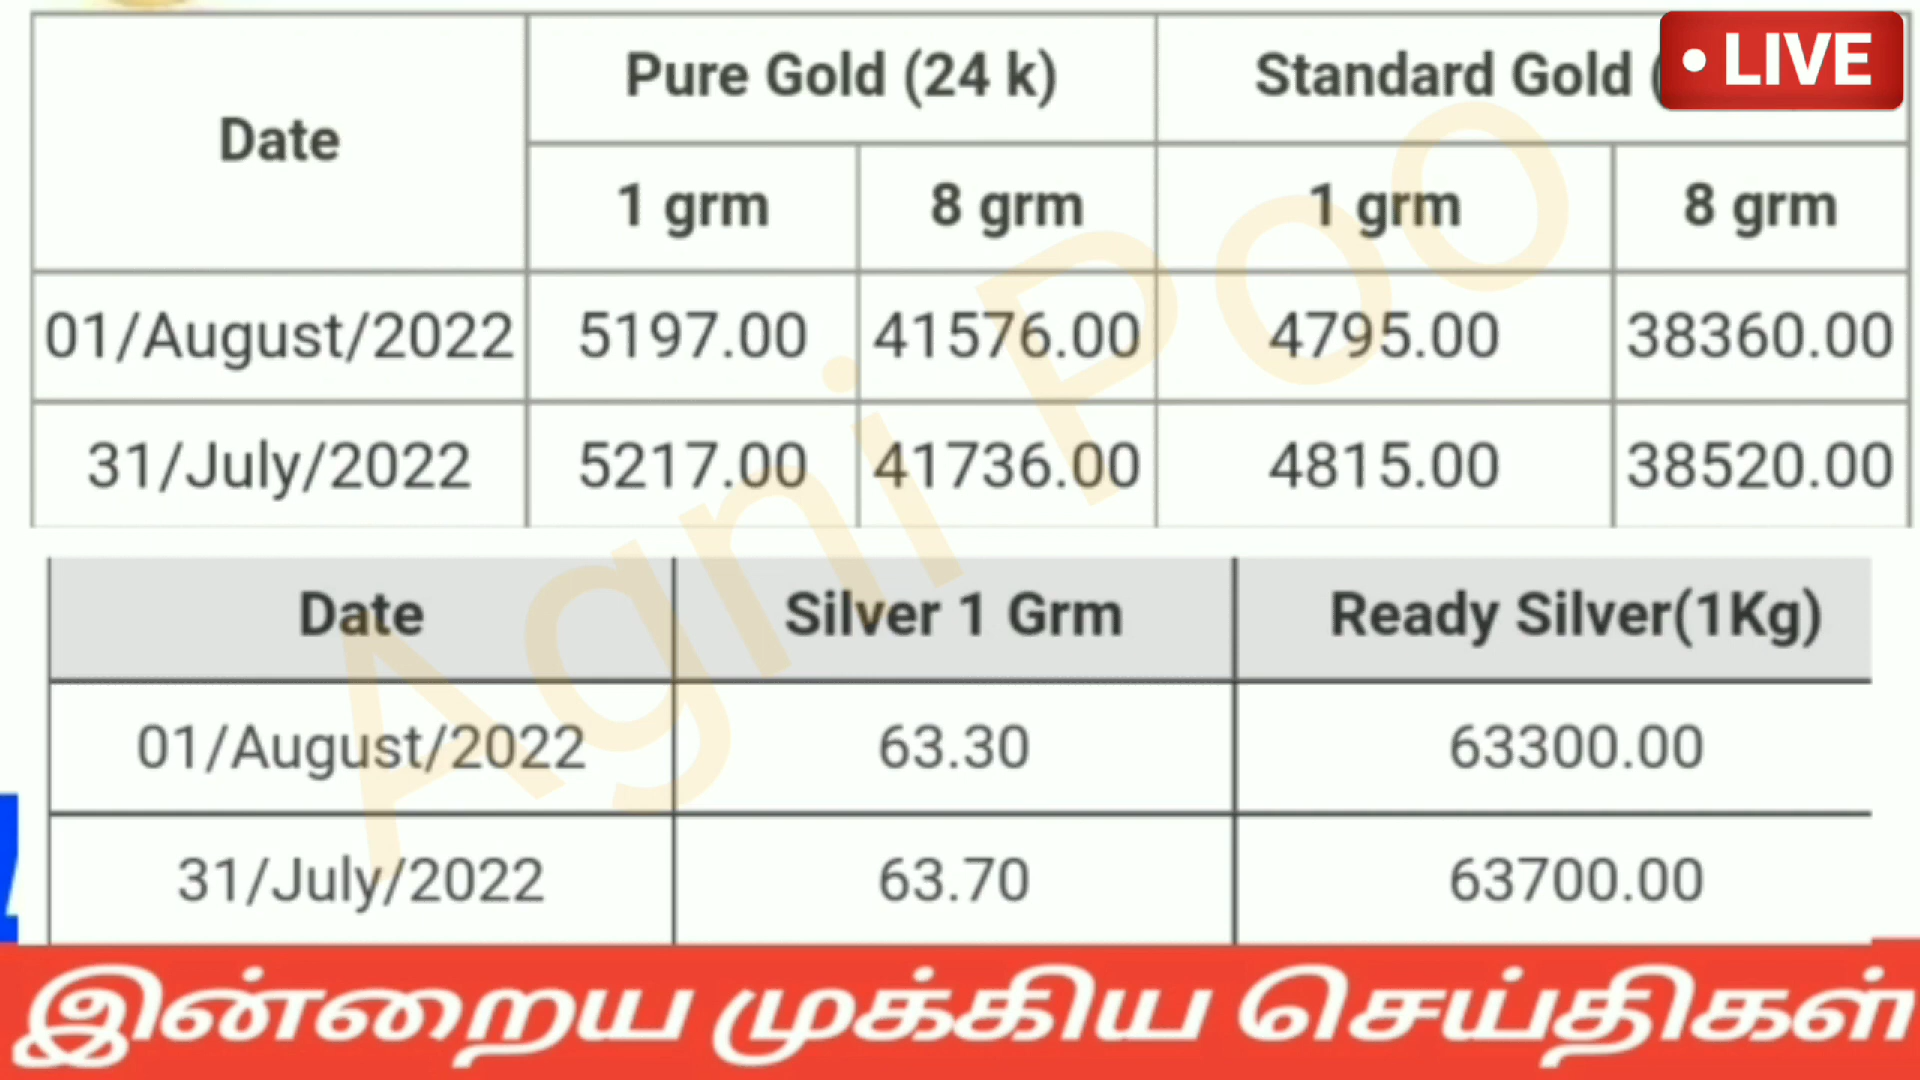 Date Pure Gold (24 k) Standard Gold (
• LIVE
1 grm 8 grm 1 grm 8 grm
01/August/2022 5197.00 41576.00 4795.00 38360.00
31/July/2022 5217.00 41736.00 4815.00 38520.00
Agni Poo
Date Silver 1 Grm Ready Silver(1Kg)
01/August/2022 63.30 63300.00
31/July/2022 63.70 63700.00
இன்றைய முக்கிய செய்திகள்